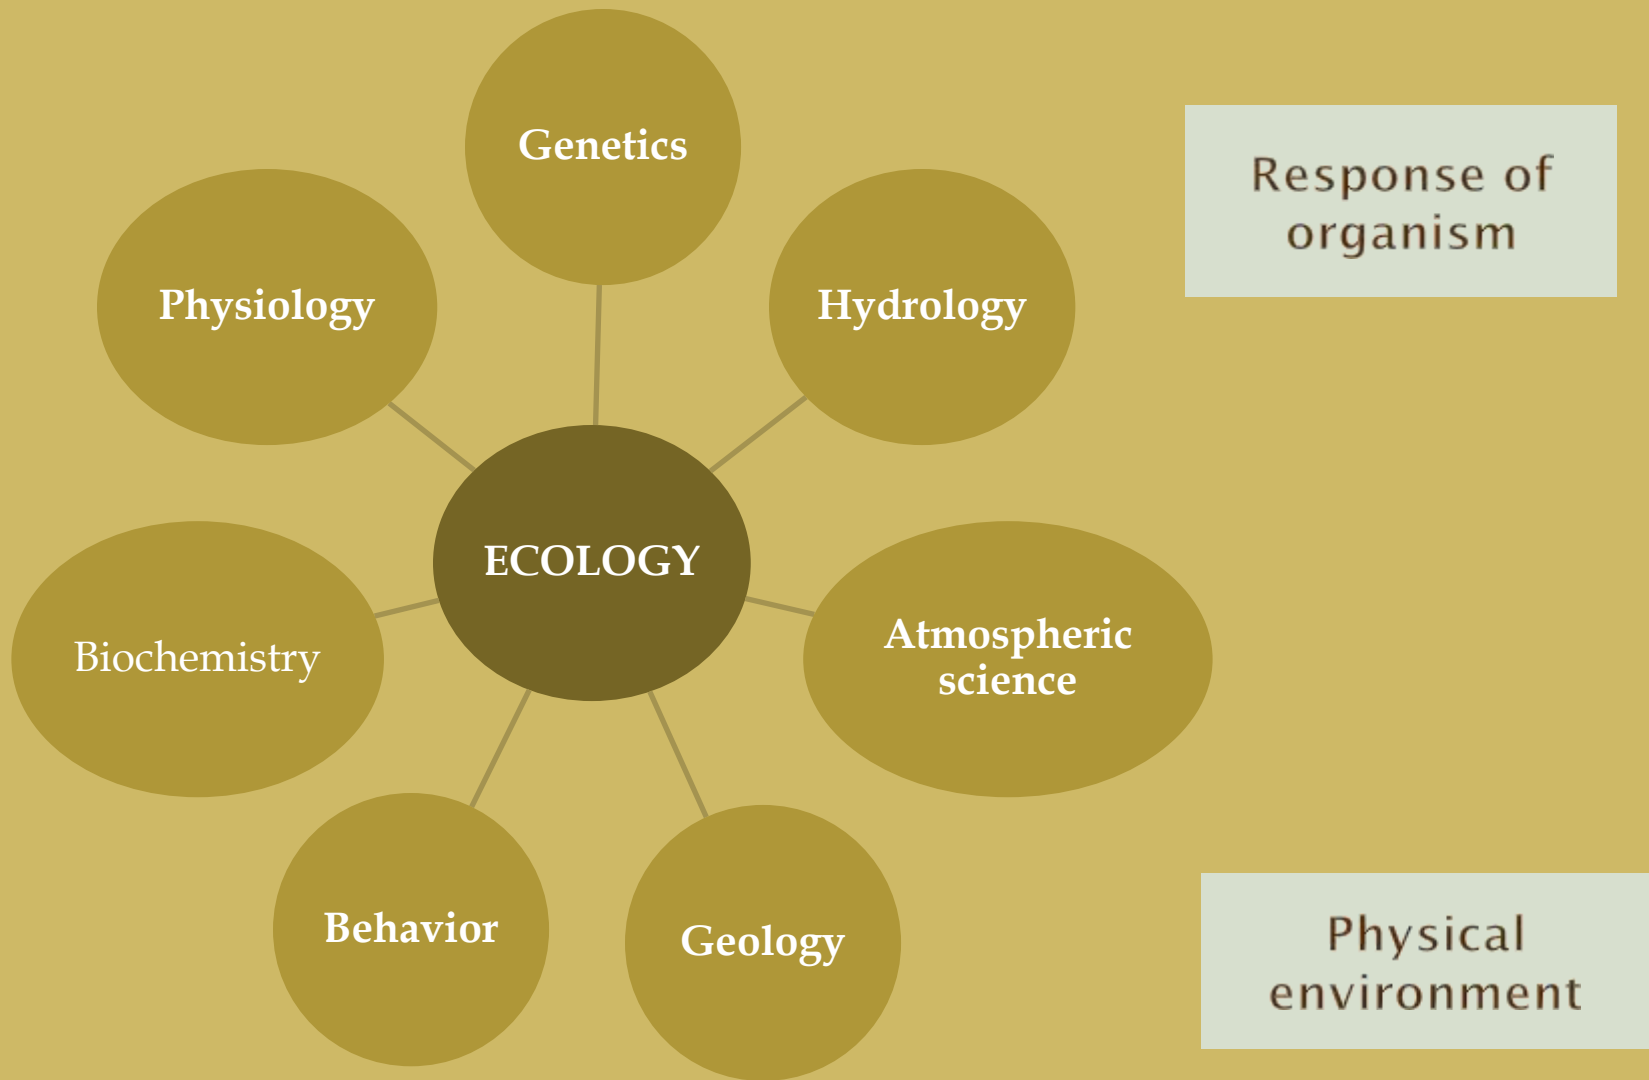 Genetics
Response of
organism
Physiology
Hydrology
ECOLOGY
Biochemistry
Atmospheric
science
Behavior
Geology
Physical
environment